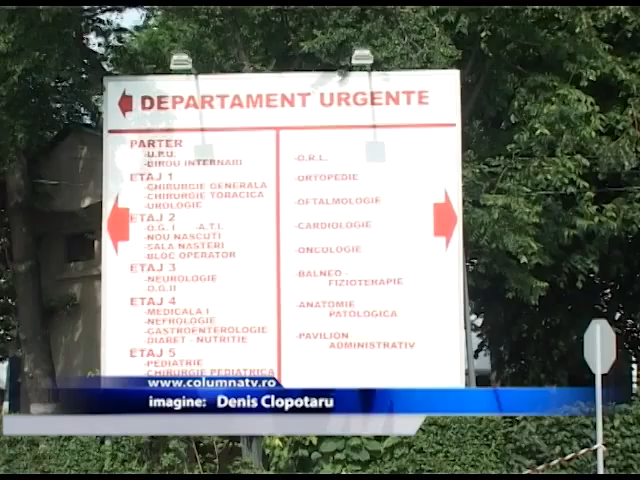 DEPARTAMENT URGENTE
PARTER
-U.P.U.
-BIROU INTERNARI
ETAJ 1
-CHIRURGIE GENERALA
-CHIRURGIE TORACICA
-UROLOGIE
ETAJ 2
-O.G. I -A.T.I.
-NOU NASCUTI
-SALA NASTERI
-BLOC OPERATOR
ETAJ 3
-NEUROLOGIE
-O.G.II
ETAJ 4
-MEDICALA I
-NEFROLOGIE
-GASTROENTEROLOGIE
DIABET - NUTRITIE
ETAJ 5
-PEDIATRIE
-CHIRURGIE PEDIATRICA
-O.R.L.
-ORTOPEDIE
-OFTALMOLOGIE
-CARDIOLOGIE
-ONCOLOGIE
-BALNEO -
FIZIOTERAPIE
-ANATOMIE
PATOLOGICA
-PAVILION
ADMINISTRATIV
www.columnatv.ro
imagine: Denis Clopotaru